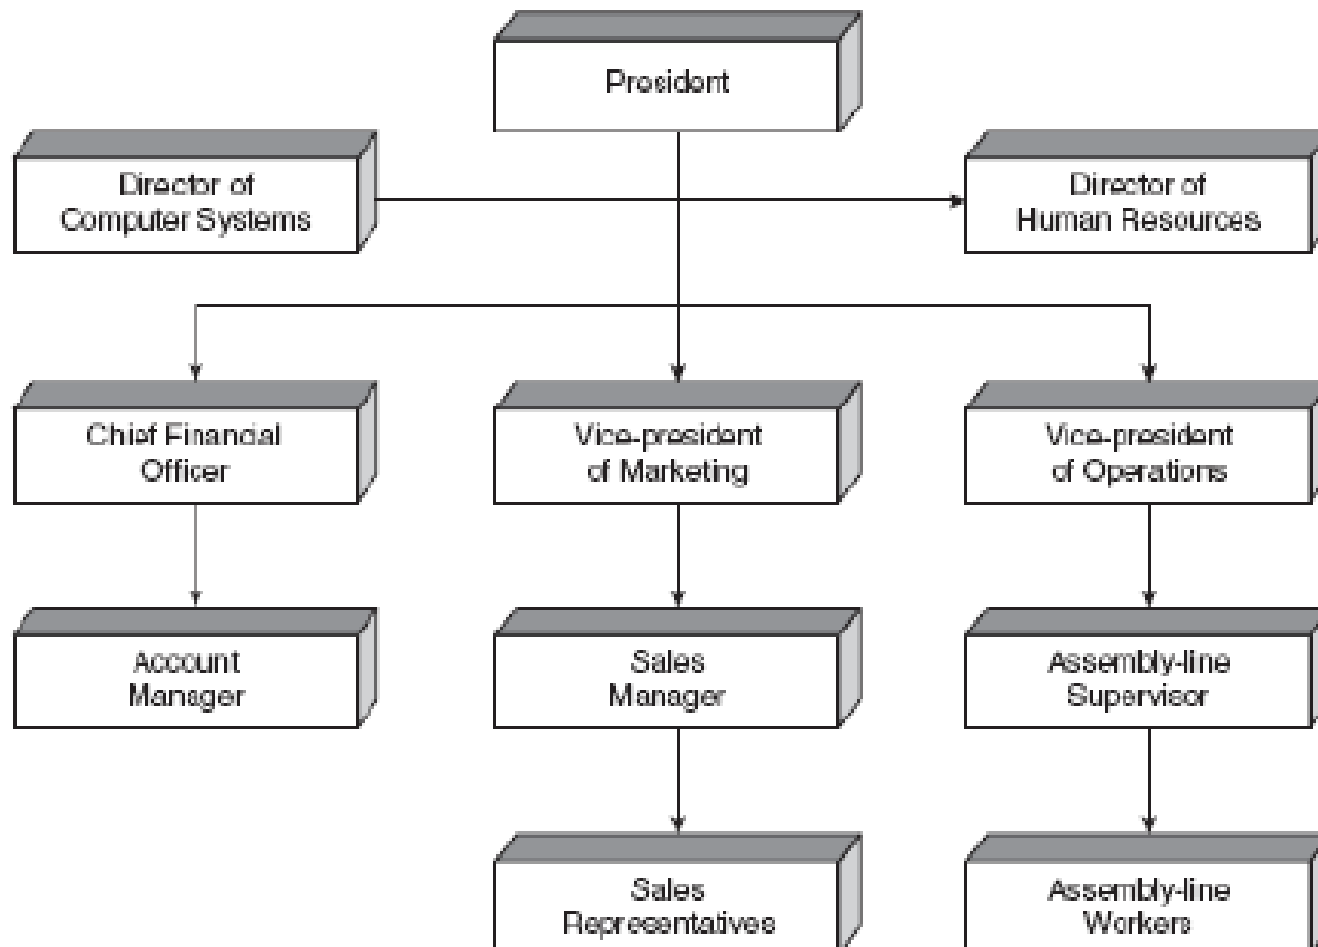 President
Director of
Computer Systems
Director of
Human Resources
Chief Financial
Officer
Vice-president
of Marketing
Vice-president
of Operations
Account
Manager
Sales
Manager
Assembly-line
Supervisor
Sales
Representatives
Assembly-line
Workers